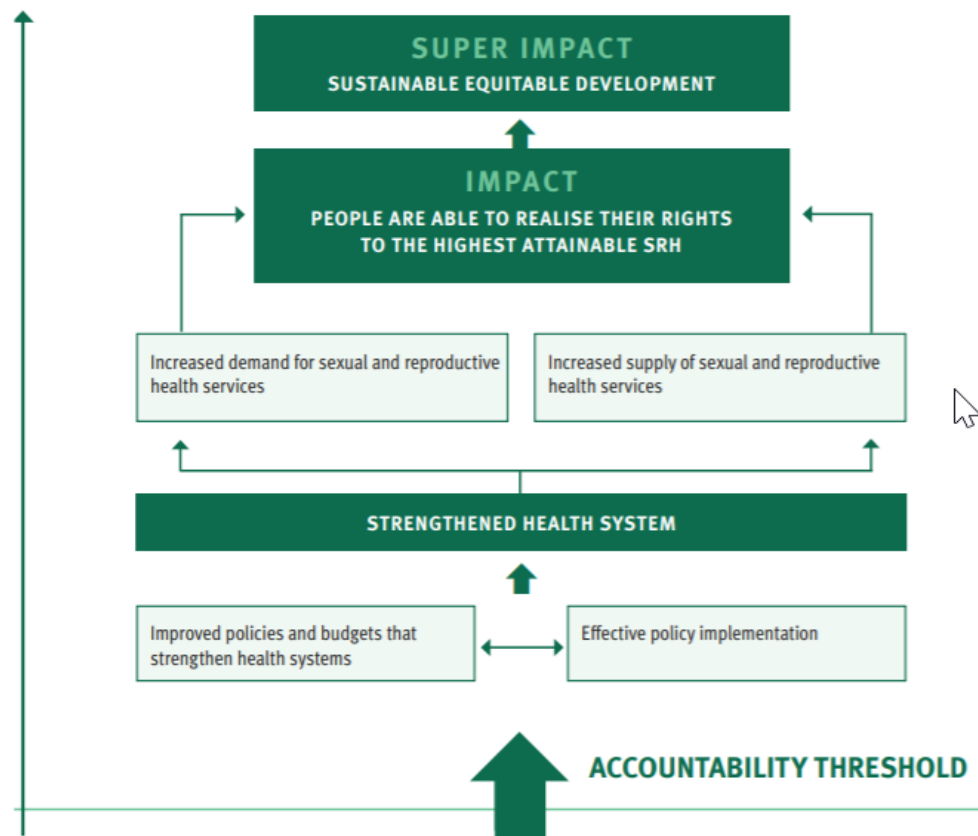 SUPER IMPACT
SUSTAINABLE EQUITABLE DEVELOPMENT
IMPACT
PEOPLE ARE ABLE TO REALISE THEIR RIGHTS
TO THE HIGHEST ATTAINABLE SRH
Increased demand for sexual and reproductive
health services
Increased supply of sexual and reproductive
health services
STRENGTHENED HEALTH SYSTEM
Improved policies and budgets that
strengthen health systems
Effective policy implementation
ACCOUNTABILITY THRESHOLD